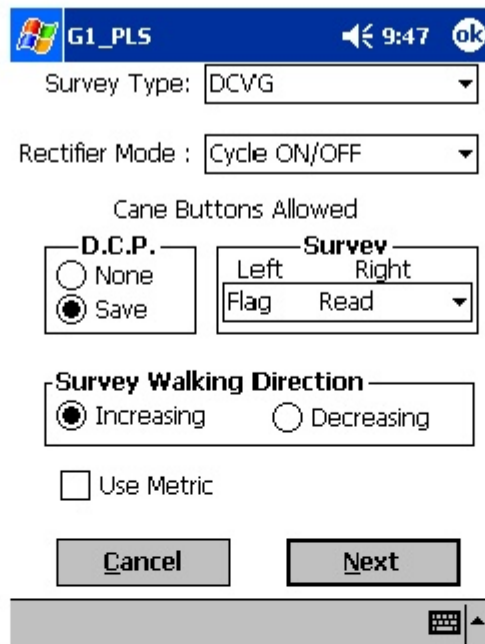 G1_PLS 9:47 ok
Survey Type: DCVG
Rectifier Mode : Cycle ON/OFF
Cane Buttons Allowed
D.C.P. Survey
None Left Right
Save Flag Read
Survey Walking Direction
Increasing Decreasing
Use Metric
Cancel Next